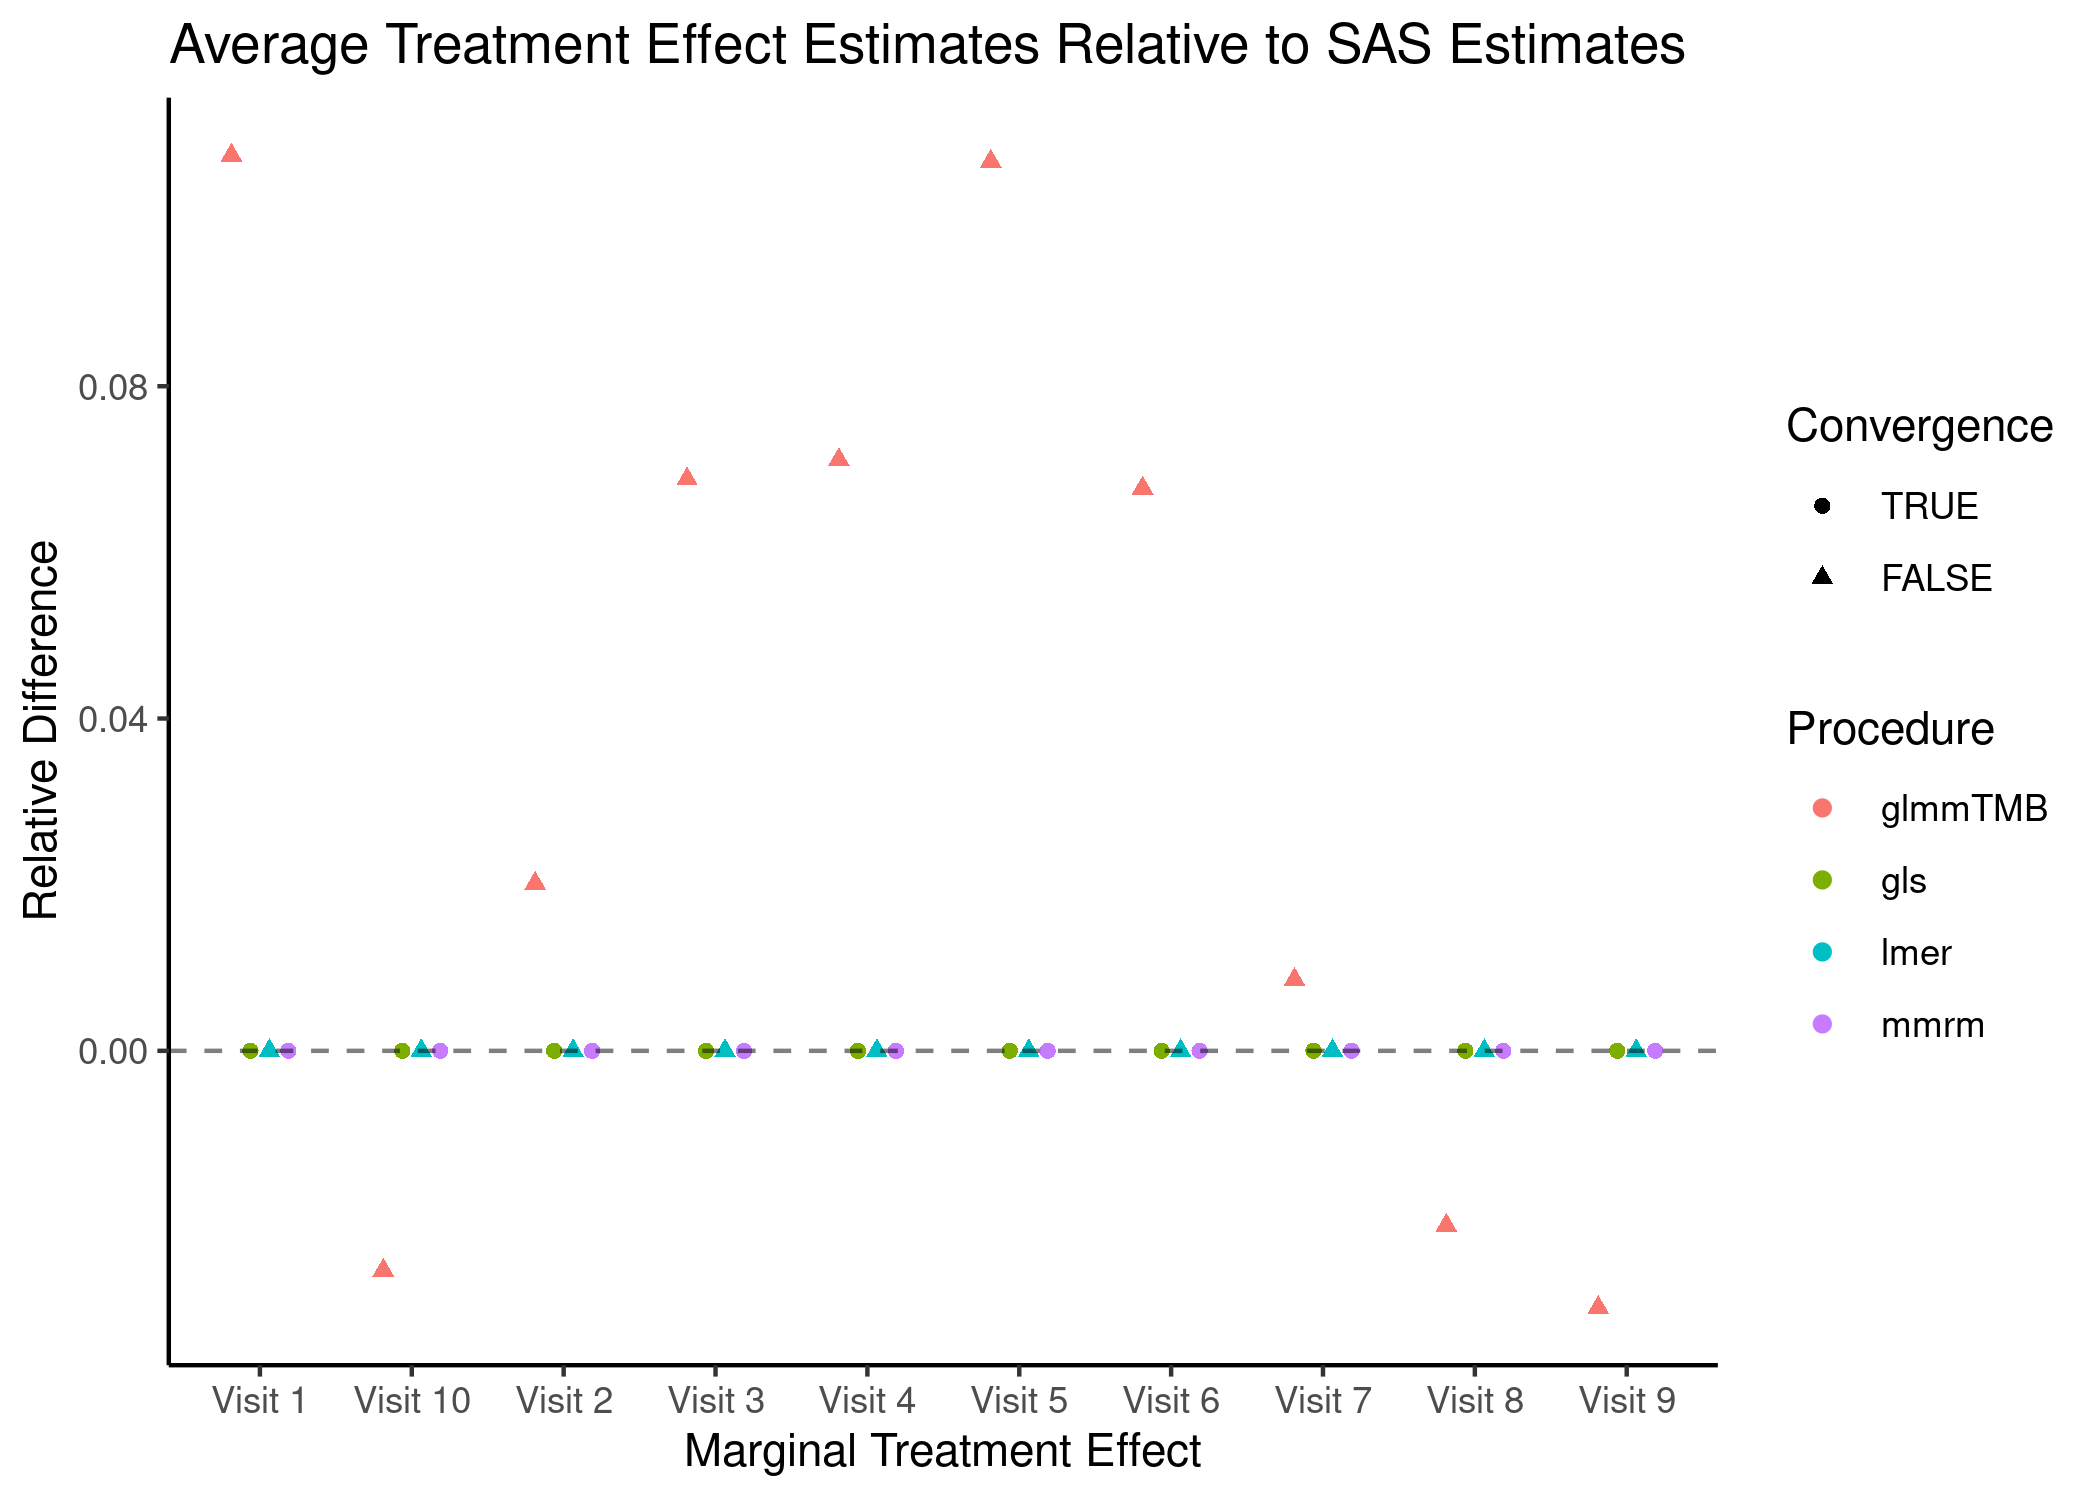 Average Treatment Effect Estimates Relative to SAS Estimates
Relative Difference
0.08
0.04
0.00
Visit 1 Visit 10 Visit 2 Visit 3 Visit 4 Visit 5 Visit 6 Visit 7 Visit 8 Visit 9
Marginal Treatment Effect
Convergence
TRUE
FALSE
Procedure
glmmTMB
gls
lmer
mmrm